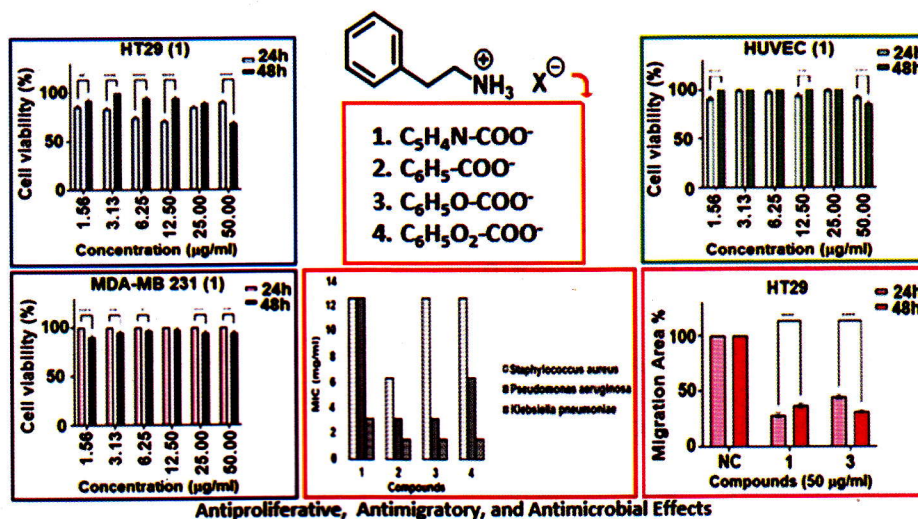 HT29 (1)
24h
48h
Cell viability (%)
100
50
0
1.56
3.13
6.25
12.50
25.00
50.00
Concentration (µg/ml)
NH₃
+
X⁻
1. C₅H₄N-COO⁻
2. C₆H₅-COO⁻
3. C₆H₅O-COO⁻
4. C₆H₅O₂-COO⁻
HUVEC (1)
24h
48h
Cell viability (%)
100
50
0
1.56
3.13
6.25
12.50
25.00
50.00
Concentration (µg/ml)
MDA-MB 231 (1)
24h
48h
Cell viability (%)
100
50
0
1.56
3.13
6.25
12.50
25.00
50.00
Concentration (µg/ml)
MIC (mg/ml)
14
12
10
8
6
4
2
0
1
2
3
4
Compounds
Staphylococcus aureus
Pseudomonas aeruginosa
Klebsiella pneumoniae
HT29
24h
48h
Migration Area %
100
50
0
NC
1
3
Compounds (50 µg/ml)
Antiproliferative, Antimigratory, and Antimicrobial Effects